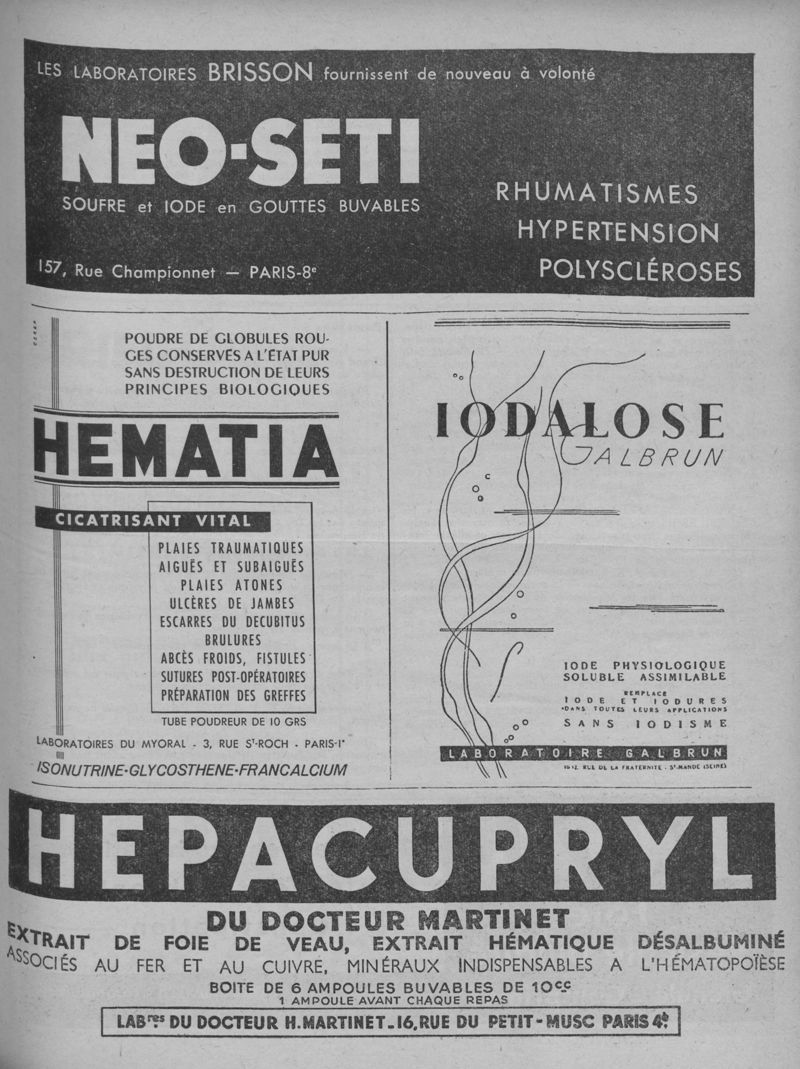 LES LABORATOIRES BRISSON fournissent de nouveau à volonté
NEO-SETI
SOUFRE et IODE en GOUTTES BUVABLES
RHUMATISMES
HYPERTENSION
POLYSCLÉROSES
157, Rue Championnet — PARIS-8e
POUDRE DE GLOBULES ROU-
GES CONSERVÉS A L'ÉTAT PUR
SANS DESTRUCTION DE LEURS
PRINCIPES BIOLOGIQUES
HEMATIA
CICATRISANT VITAL
PLAIES TRAUMATIQUES
AIGUËS ET SUBAIGUËS
PLAIES ATONES
ULCÈRES DE JAMBES
ESCARRES DU DECUBITUS
BRULURES
ABCÈS FROIDS, FISTULES
SUTURES POST-OPÉRATOIRES
PRÉPARATION DES GREFFES
TUBE POUDREUR DE 10 GRS
LABORATOIRES DU MYORAL - 3, RUE ST-ROCH - PARIS-Ier
ISONUTRINE-GLYCOSTHENE-FRANCALCIUM
IODALOSE
GALBRUN
IODE PHYSIOLOGIQUE
SOLUBLE ASSIMILABLE
REMPLACE
IODE ET IODURES
DANS TOUTES LEURS APPLICATIONS
SANS IODISME
LABORATOIRE GALBRUN
RUE DE LA FRATERNITÉ - ST-MANDÉ (SEINE)
HEPACUPRYL
DU DOCTEUR MARTINET
EXTRAIT DE FOIE DE VEAU, EXTRAIT HÉMATIQUE DÉSALBUMINÉ
ASSOCIÉS AU FER ET AU CUIVRE, MINÉRAUX INDISPENSABLES A L'HÉMATOPOÏÈSE
BOITE DE 6 AMPOULES BUVABLES DE 10c.c
1 AMPOULE AVANT CHAQUE REPAS
LABres DU DOCTEUR H.MARTINET_16,RUE DU PETIT-MUSC PARIS 4e.